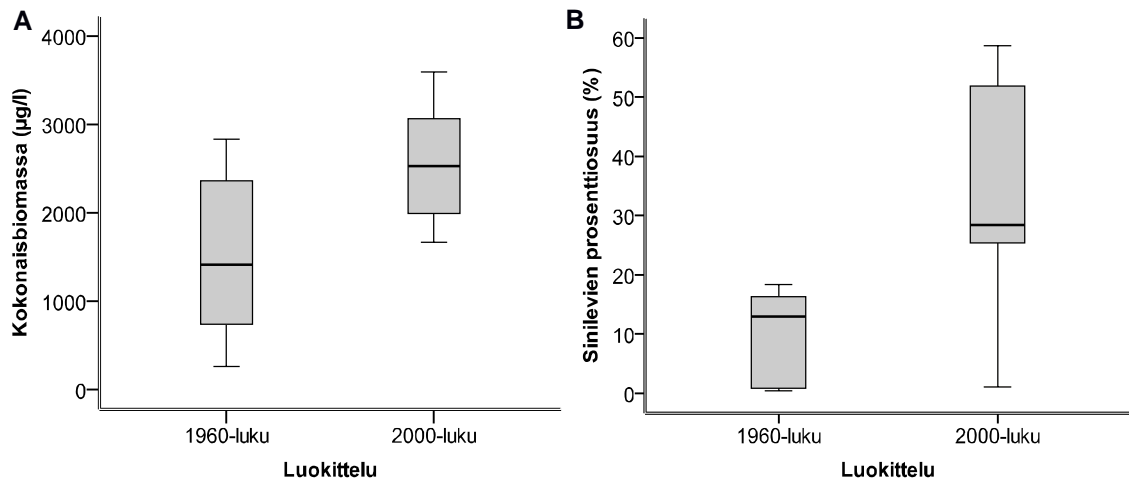 A
Kokonaisbiomassa (µg/l)
4000
3000
2000
1000
0
1960-luku
2000-luku
Luokittelu
B
Sinilevien prosenttiosuus (%)
60
50
40
30
20
10
0
1960-luku
2000-luku
Luokittelu